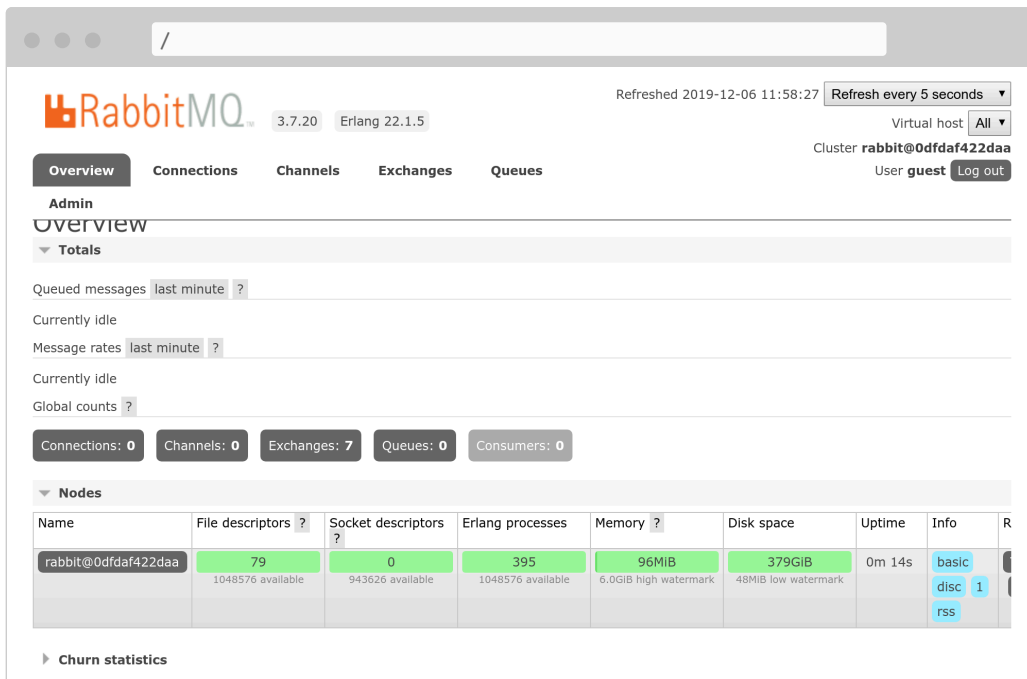 /
RabbitMQ™ 3.7.20 Erlang 22.1.5
Refreshed 2019-12-06 11:58:27 Refresh every 5 seconds
Virtual host All
Cluster rabbit@0dfdaf422daa
User guest Log out
Overview Connections Channels Exchanges Queues
Admin
Overview
Totals
Queued messages last minute ?
Currently idle
Message rates last minute ?
Currently idle
Global counts ?
Connections: 0 Channels: 0 Exchanges: 7 Queues: 0 Consumers: 0
Nodes
Name File descriptors ? Socket descriptors ? Erlang processes Memory ? Disk space Uptime Info R
rabbit@0dfdaf422daa 79 0 395 96MiB 379GiB 0m 14s basic
1048576 available 943626 available 1048576 available 6.0GiB high watermark 48MiB low watermark
disc 1
rss
Churn statistics